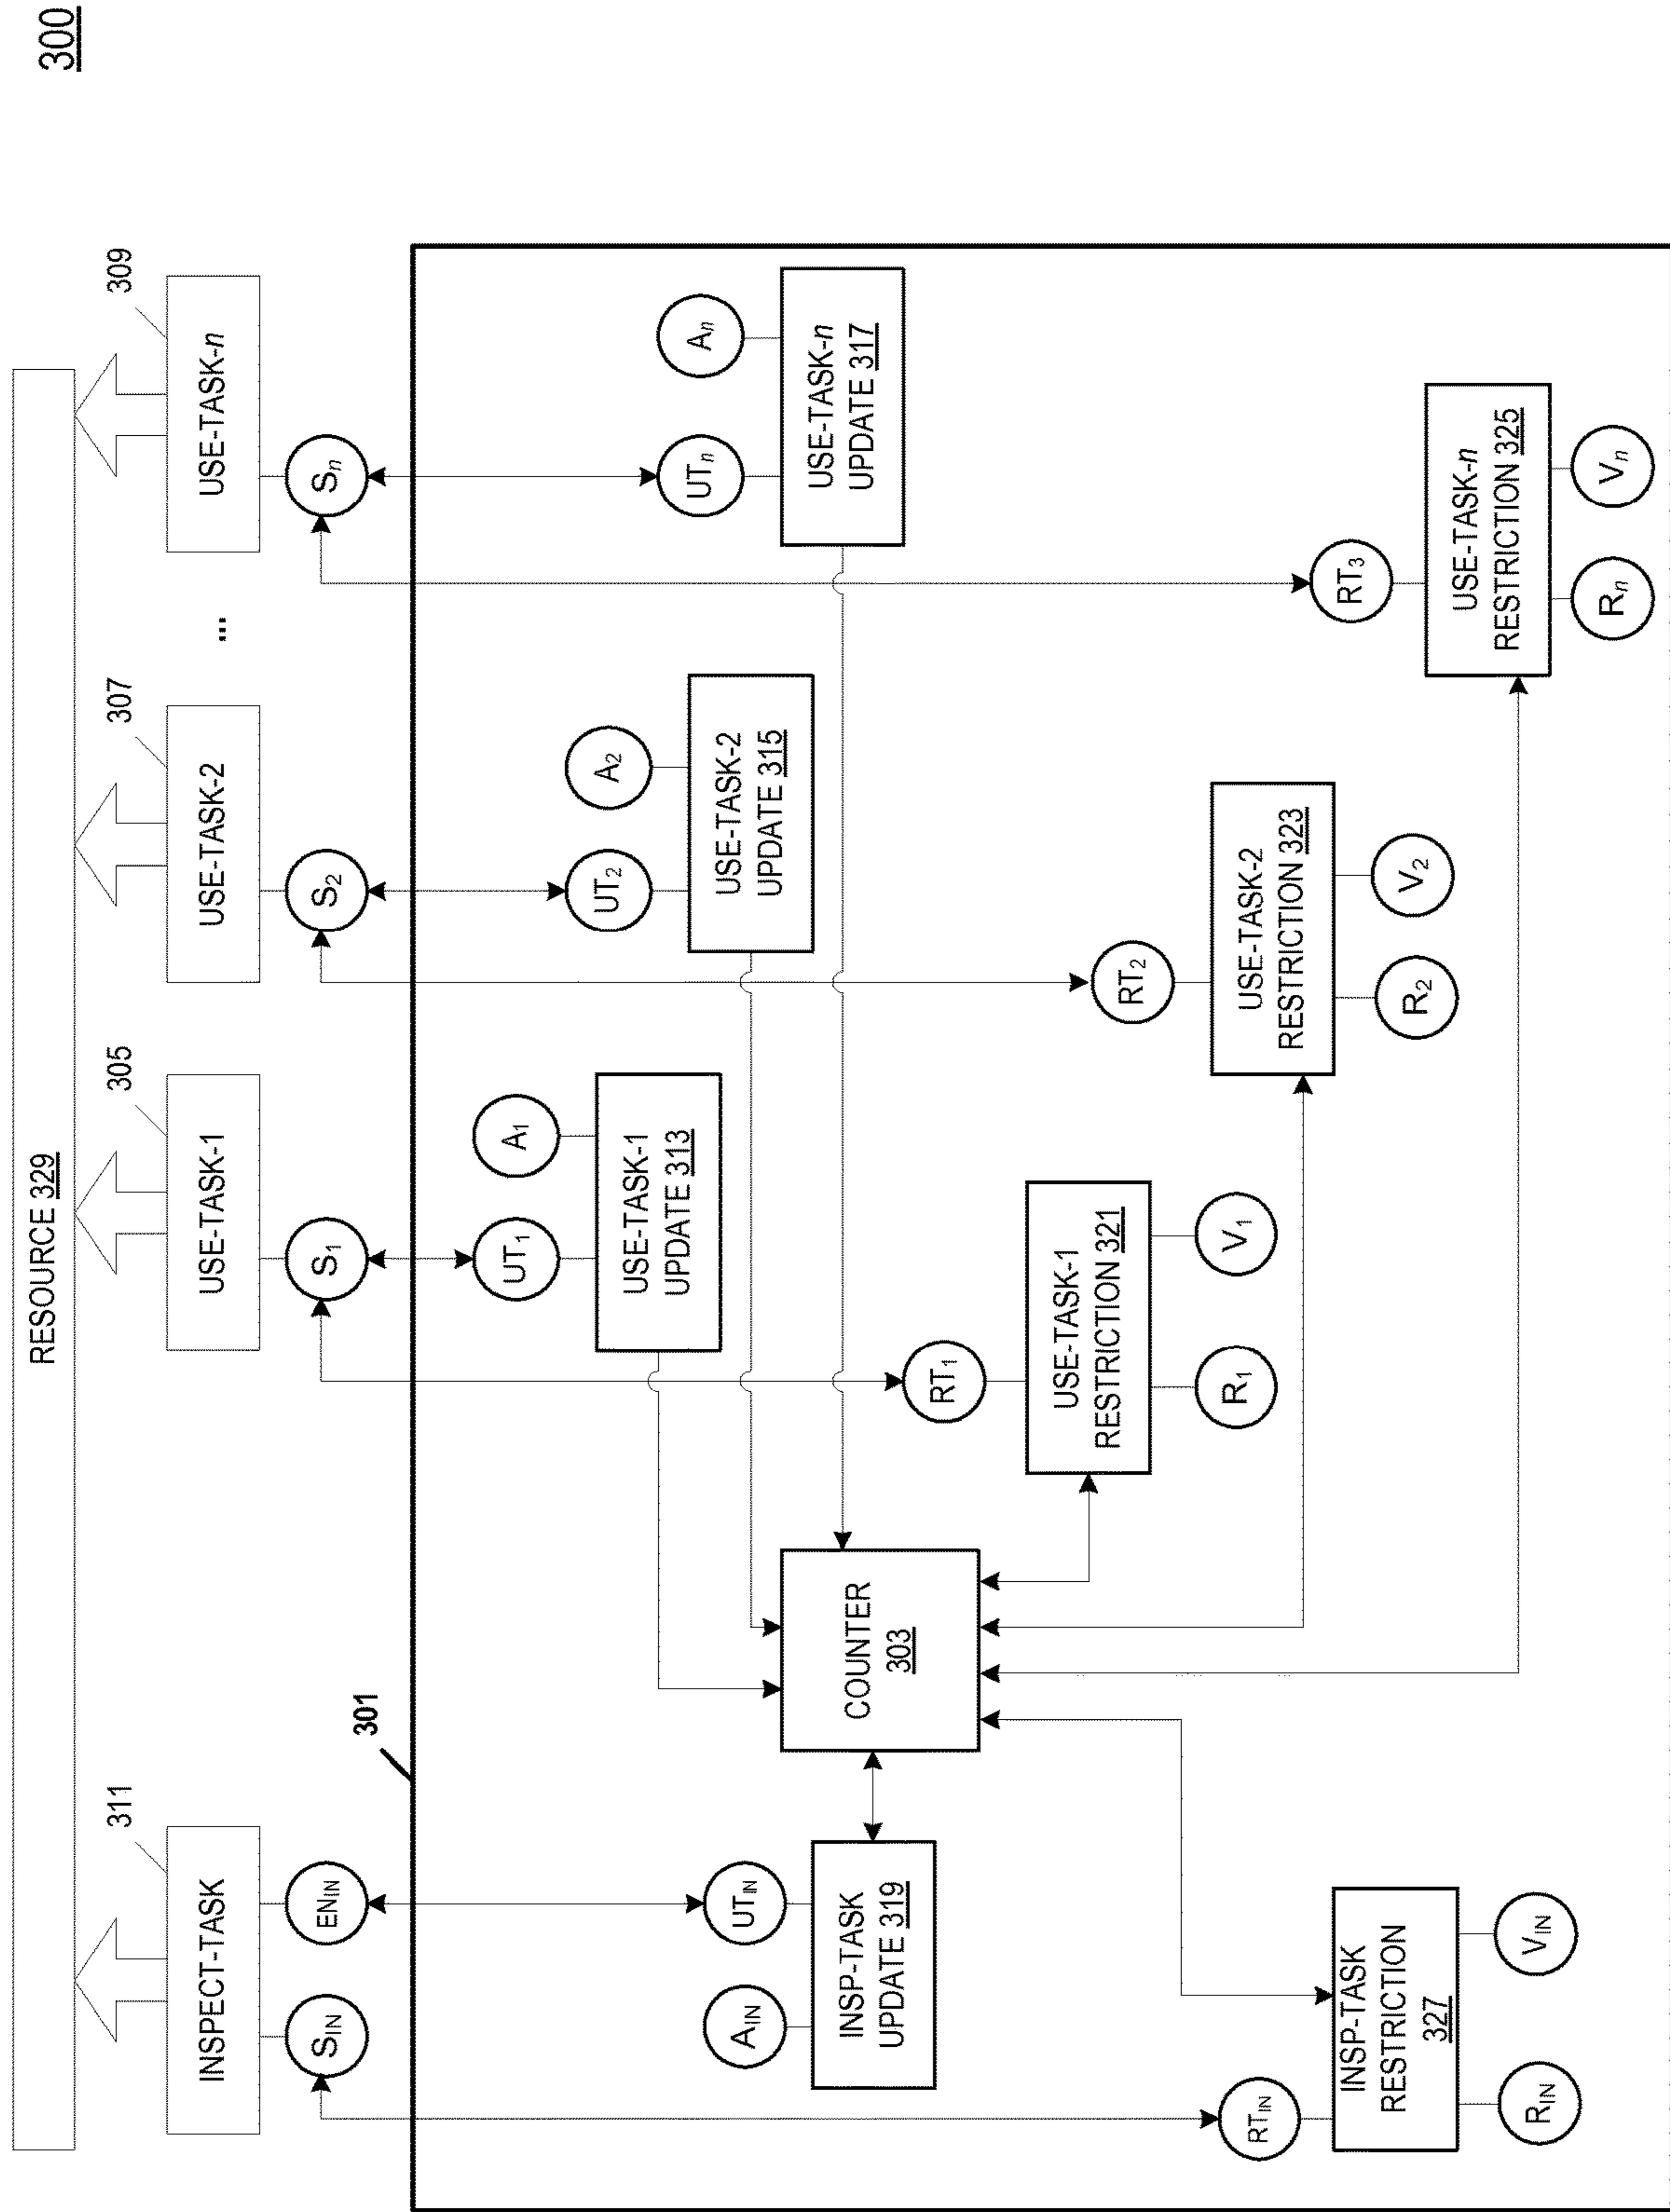 300
RESOURCE 329
311
305
307
309
INSPECT-TASK
USE-TASK-1
USE-TASK-2
...
USE-TASK-n
SIN
ENIN
S1
S2
Sn
301
UT1
A1
UT2
A2
UTn
An
AIN
UTIN
USE-TASK-1
UPDATE 313
USE-TASK-2
UPDATE 315
USE-TASK-n
UPDATE 317
INSP-TASK
UPDATE 319
COUNTER
303
RT1
USE-TASK-1
RESTRICTION 321
R1
V1
RT2
USE-TASK-2
RESTRICTION 323
R2
V2
RTIN
INSP-TASK
RESTRICTION
327
RIN
VIN
RT3
USE-TASK-n
RESTRICTION 325
Rn
Vn